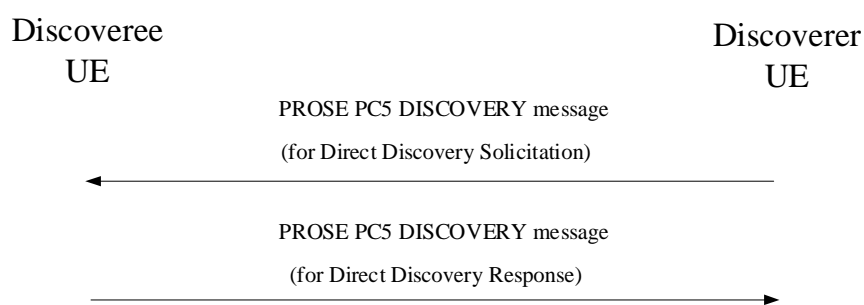 Discoveree
UE
Discoverer
UE
PROSE PC5 DISCOVERY message
(for Direct Discovery Solicitation)
PROSE PC5 DISCOVERY message
(for Direct Discovery Response)